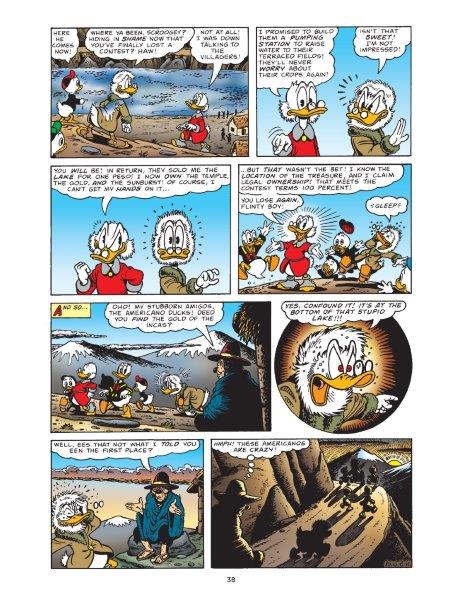 HERE
HE
COMES
NOW!
WHERE YA BEEN, SCROOGEY?
HIDING IN SHAME NOW THAT
YOU'VE FINALLY LOST A
CONTEST? HAW!
NOT AT ALL!
I WAS DOWN
TALKING
TO THE
VILLAGERS!
I PROMISED TO BUILD
THEM A PUMPING
STATION TO RAISE
WATER TO THEIR
TERRACED FIELDS!
THEY'LL NEVER
WORRY ABOUT
THEIR CROPS AGAIN!
ISN'T THAT
SWEET!
I'M NOT
IMPRESSED!
YOU WILL BE! IN RETURN, THEY SOLD ME THE
LAKE FOR ONE PESO! I NOW OWN THE TEMPLE,
THE GOLD, AND THE SUNBURST! OF COURSE, I
CAN'T GET MY HANDS ON IT...
...BUT THAT WASN'T THE BET! I KNOW THE
LOCATION OF THE TREASURE, AND I CLAIM
LEGAL OWNERSHIP! THAT MEETS THE
CONTEST TERMS 100 PERCENT!
YOU LOSE AGAIN,
FLINTY BOY!
¡GLEEP!
AND SO...
OHO! MY STUBBORN AMIGOS,
THE AMERICANO DUCKS! DEED
YOU FIND THE GOLD OF THE
INCAS?
YES, CONFOUND IT! IT'S AT THE
BOTTOM OF THAT STUPID
LAKE!!!
WELL, EES THAT NOT WHAT I TOLD YOU
EEN THE FIRST PLACE?
HMPH! THESE AMERICANOS
ARE CRAZY!
D.U.C.K.
38